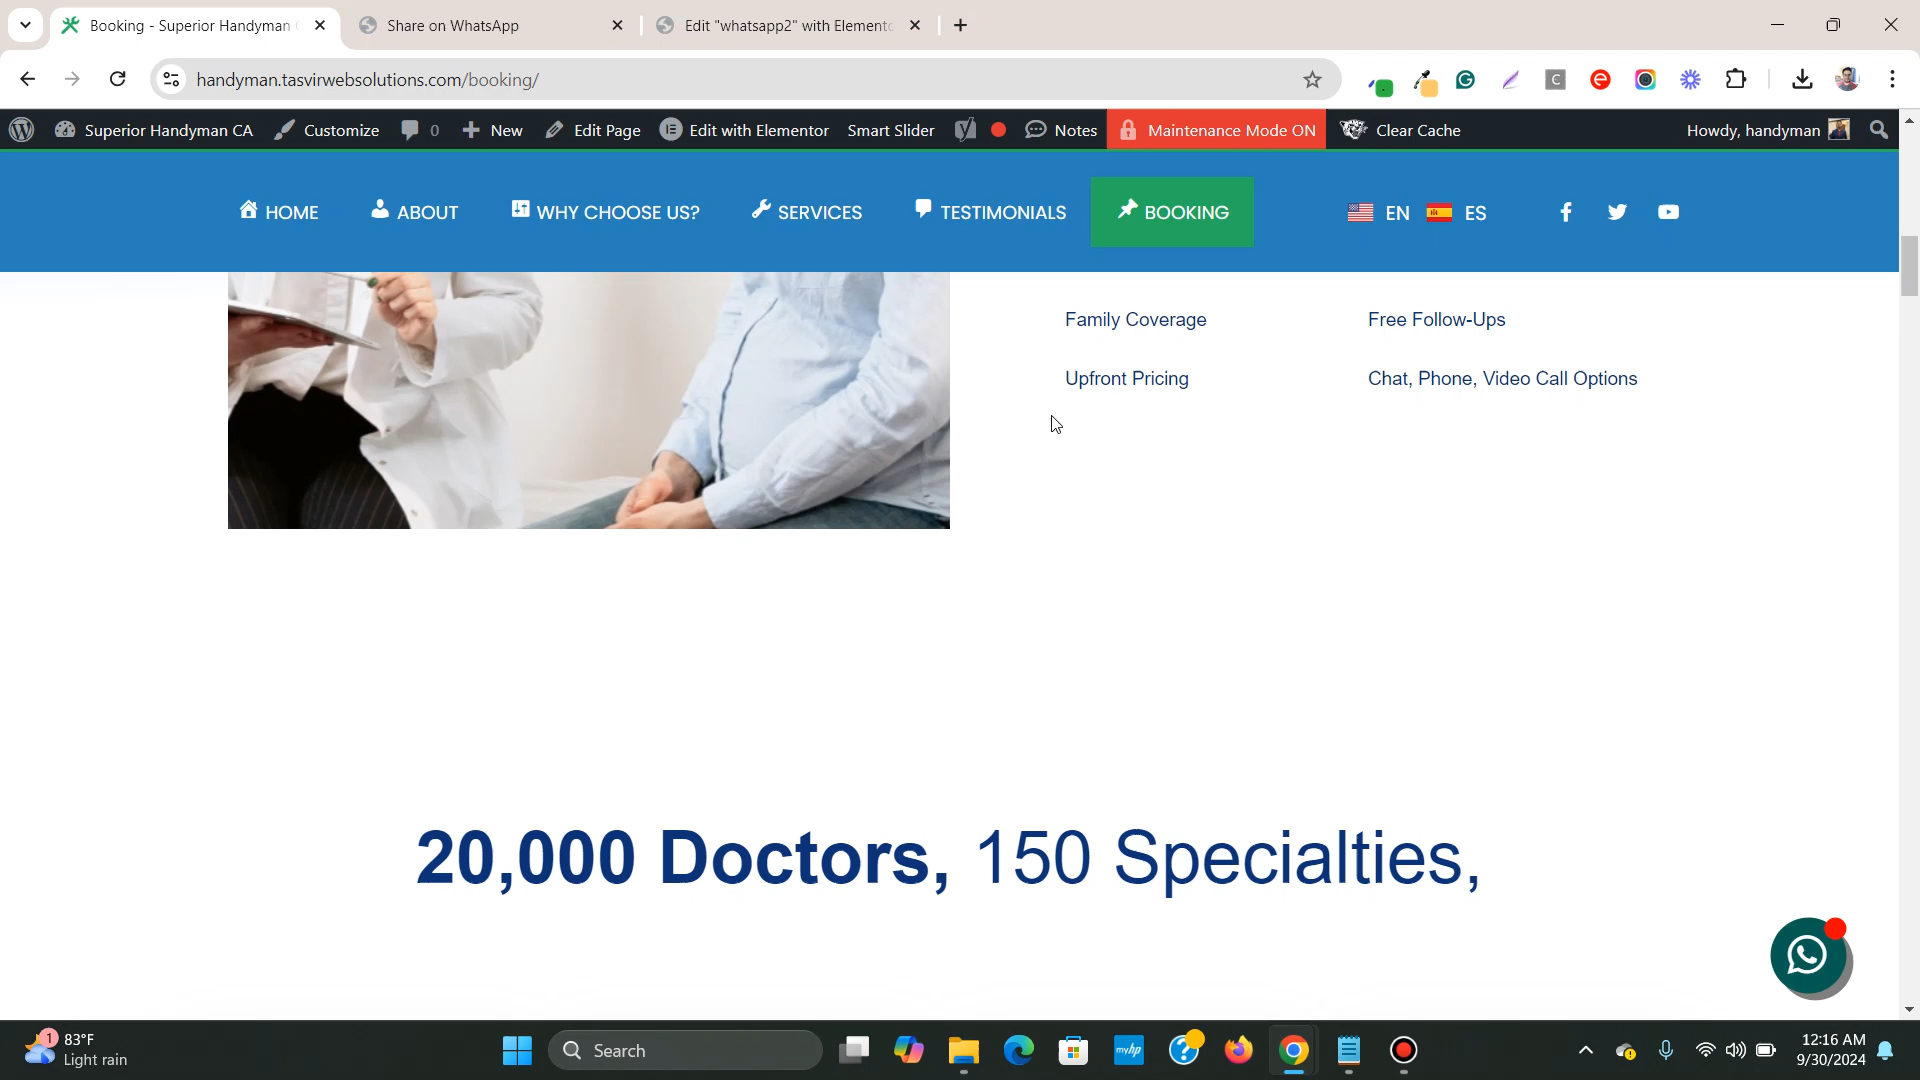 Booking - Superior Handyman
Share on WhatsApp
Edit "whatsapp2" with Elemento
handyman.tasvirwebsolutions.com/booking/
Superior Handyman CA
Customize
0
New
Edit Page
Edit with Elementor
Smart Slider
Notes
Maintenance Mode ON
Clear Cache
Howdy, handyman
HOME
ABOUT
WHY CHOOSE US?
SERVICES
TESTIMONIALS
BOOKING
EN
ES
Family Coverage
Free Follow-Ups
Upfront Pricing
Chat, Phone, Video Call Options
20,000 Doctors, 150 Specialties,
1
83°F
Light rain
Search
myhp
12:16 AM
9/30/2024